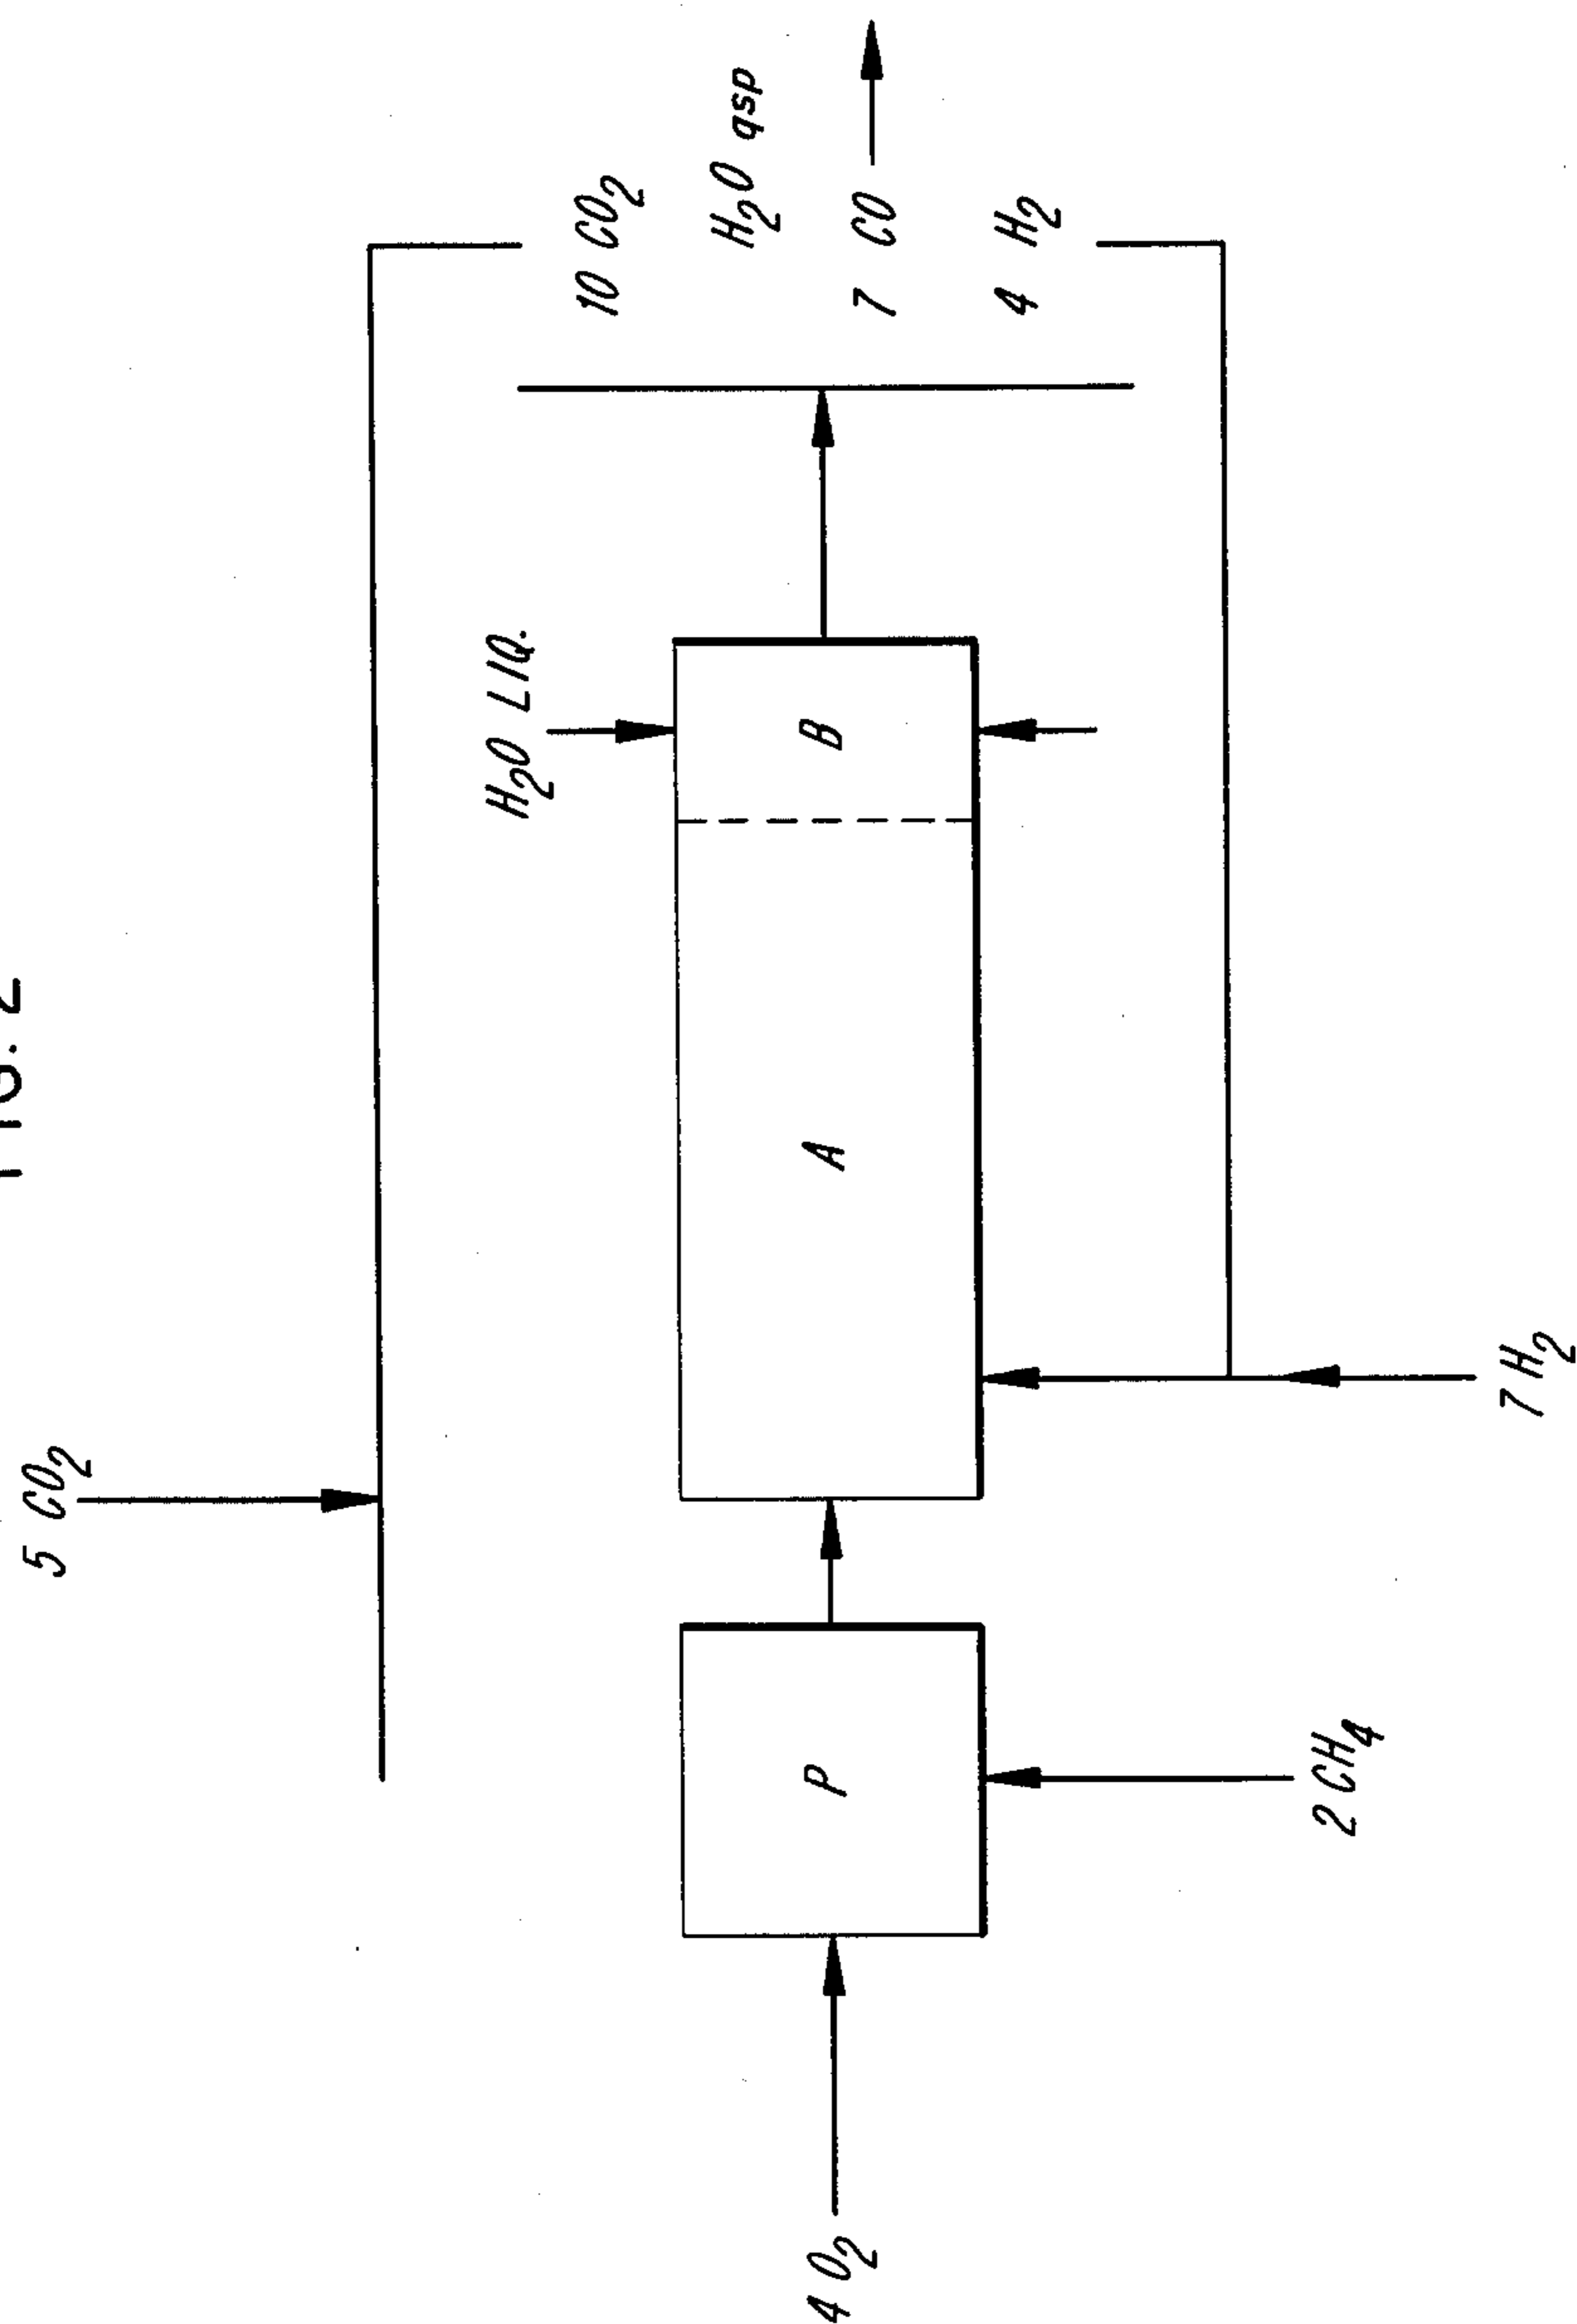 FIG. 2
5 CO2
10 CO2
H2O LIQ.
H2O qsp
4 O2
P
A
B
7 CO
4 H2
2 CH4
7 H2